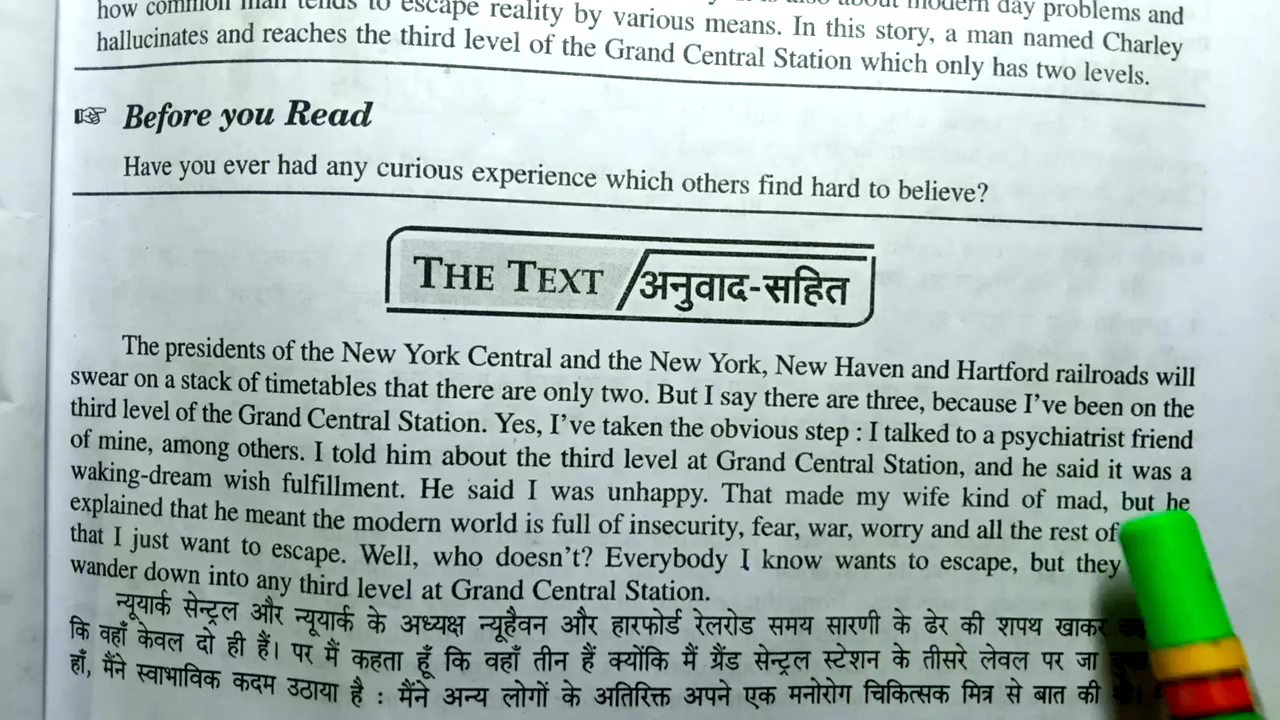 how common man tends to escape reality by various means. In this story, a man named Charley
hallucinates and reaches the third level of the Grand Central Station which only has two levels.
☞ Before you Read
Have you ever had any curious experience which others find hard to believe?
THE TEXT / अनुवाद-सहित
The presidents of the New York Central and the New York, New Haven and Hartford railroads will
swear on a stack of timetables that there are only two. But I say there are three, because I've been on the
third level of the Grand Central Station. Yes, I've taken the obvious step : I talked to a psychiatrist friend
of mine, among others. I told him about the third level at Grand Central Station, and he said it was a
waking-dream wish fulfillment. He said I was unhappy. That made my wife kind of mad, but he
explained that he meant the modern world is full of insecurity, fear, war, worry and all the rest of
that I just want to escape. Well, who doesn't? Everybody I know wants to escape, but they
wander down into any third level at Grand Central Station.
न्यूयार्क सेन्ट्रल और न्यूयार्क के अध्यक्ष न्यूहैवन और हारफोर्ड रेलरोड समय सारणी के ढेर की शपथ खाकर
कि वहाँ केवल दो ही हैं। पर मैं कहता हूँ कि वहाँ तीन हैं क्योंकि मैं ग्रैंड सेन्ट्रल स्टेशन के तीसरे लेवल पर जा
हाँ, मैंने स्वाभाविक कदम उठाया है : मैंने अन्य लोगों के अतिरिक्त अपने एक मनोरोग चिकित्सक मित्र से बात की